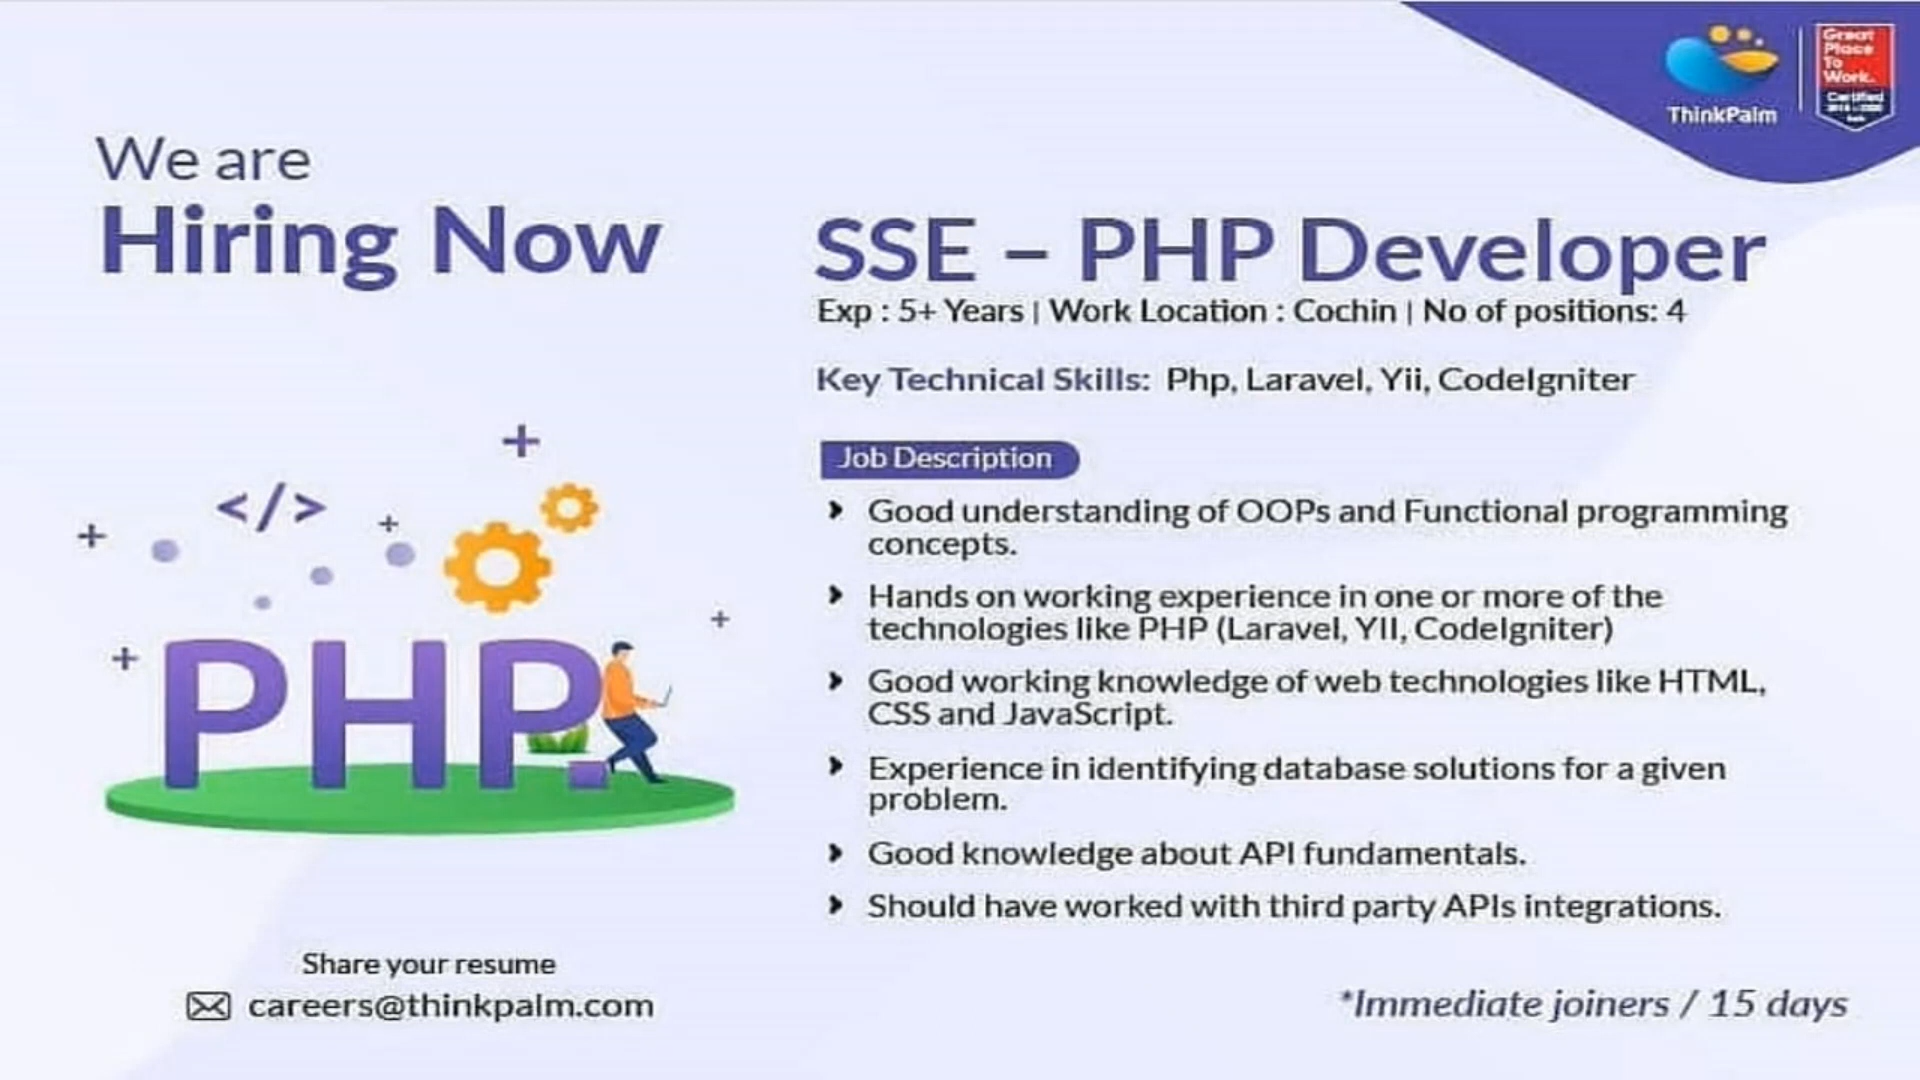 ThinkPalm
Great
Place
To
Work.
Certified
We are
Hiring Now
SSE – PHP Developer
Exp : 5+ Years | Work Location : Cochin | No of positions: 4
Key Technical Skills: Php, Laravel, Yii, CodeIgniter
Job Description
Good understanding of OOPs and Functional programming
concepts.
Hands on working experience in one or more of the
technologies like PHP (Laravel, YII, CodeIgniter)
Good working knowledge of web technologies like HTML,
CSS and JavaScript.
Experience in identifying database solutions for a given
problem.
Good knowledge about API fundamentals.
Should have worked with third party APIs integrations.
</>
PHP.
Share your resume
careers@thinkpalm.com
*Immediate joiners / 15 days